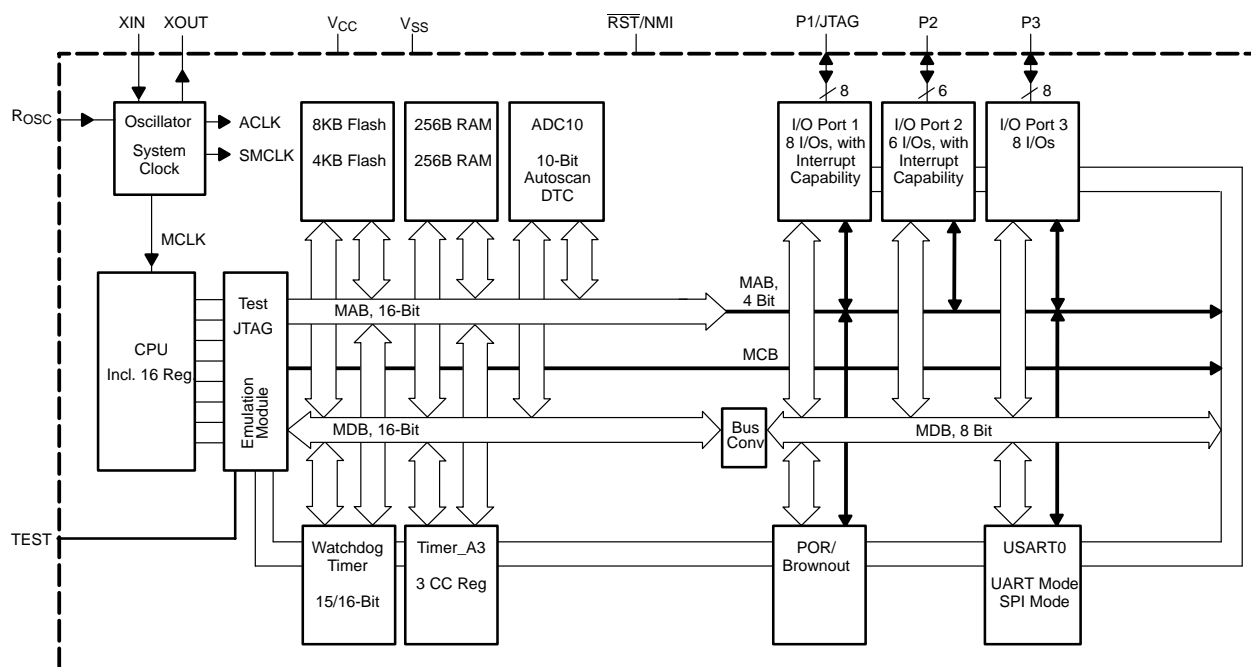 XIN
XOUT
VCC
VSS
RST/NMI
P1/JTAG
P2
P3
8
6
8
ROSC
Oscillator
System
Clock
ACLK
SMCLK
8KB Flash
4KB Flash
256B RAM
256B RAM
ADC10
10-Bit
Autoscan
DTC
I/O Port 1
8 I/Os, with
Interrupt
Capability
I/O Port 2
6 I/Os, with
Interrupt
Capability
I/O Port 3
8 I/Os
MCLK
CPU
Incl. 16 Reg.
Test
JTAG
Emulation
Module
MAB, 16-Bit
MAB,
4 Bit
MCB
MDB, 16-Bit
Bus
Conv
MDB, 8 Bit
TEST
Watchdog
Timer
15/16-Bit
Timer_A3
3 CC Reg
POR/
Brownout
USART0
UART Mode
SPI Mode